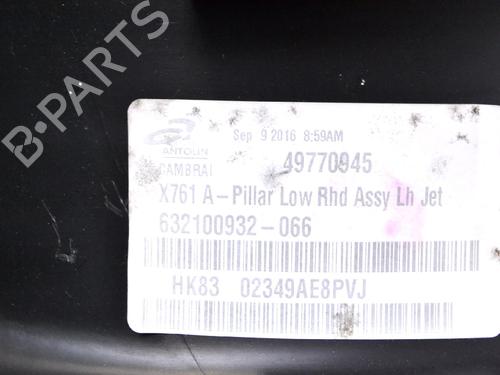 B-PARTS
Sep 9 2016 8:59AM
ANTOLIN
CAMBRAI
49770945
X761 A-Pillar Low Rhd Assy Lh Jet
632100932-066
HK83 02349AE8PVJ